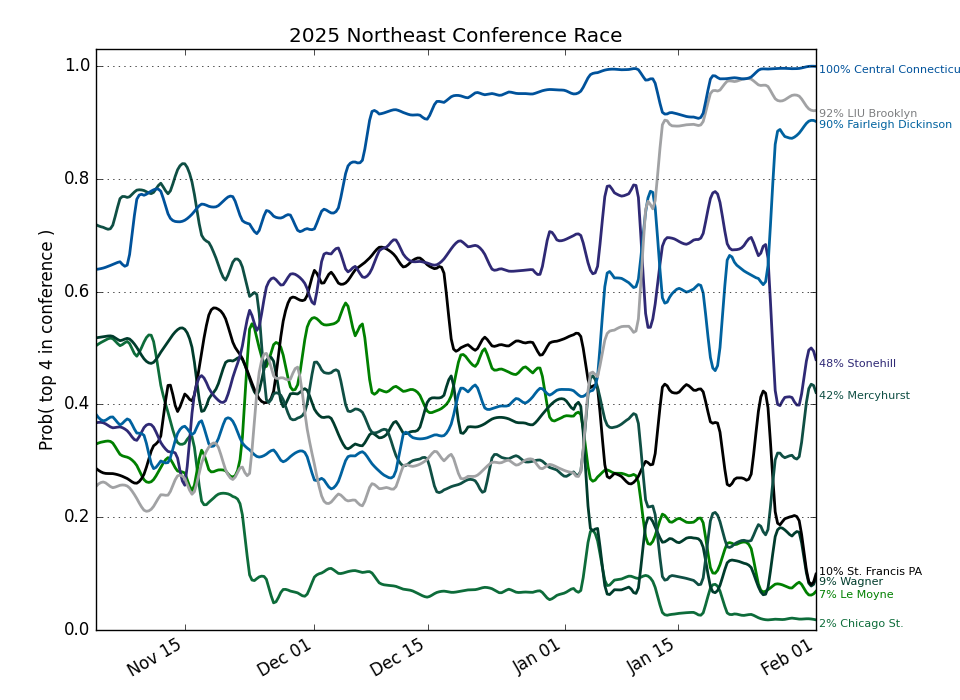 2025 Northeast Conference Race
Prob( top 4 in conference )
1.0
0.8
0.6
0.4
0.2
0.0
Nov 15
Dec 01
Dec 15
Jan 01
Jan 15
Feb 01
100% Central Connecticu
92% LIU Brooklyn
90% Fairleigh Dickinson
48% Stonehill
42% Mercyhurst
10% St. Francis PA
9% Wagner
7% Le Moyne
2% Chicago St.